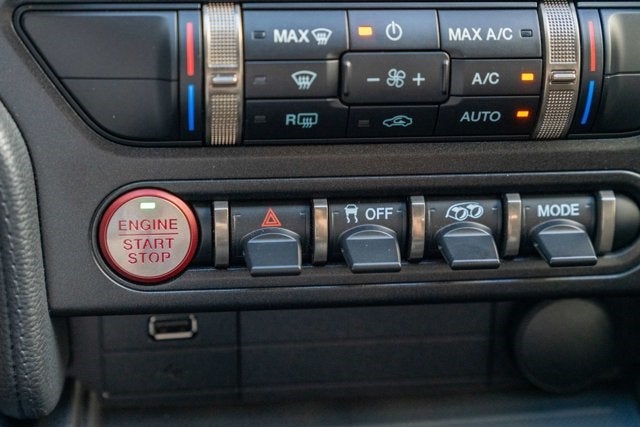 MAX
MAX A/C
- +
A/C
R
AUTO
ENGINE
START
STOP
OFF
MODE